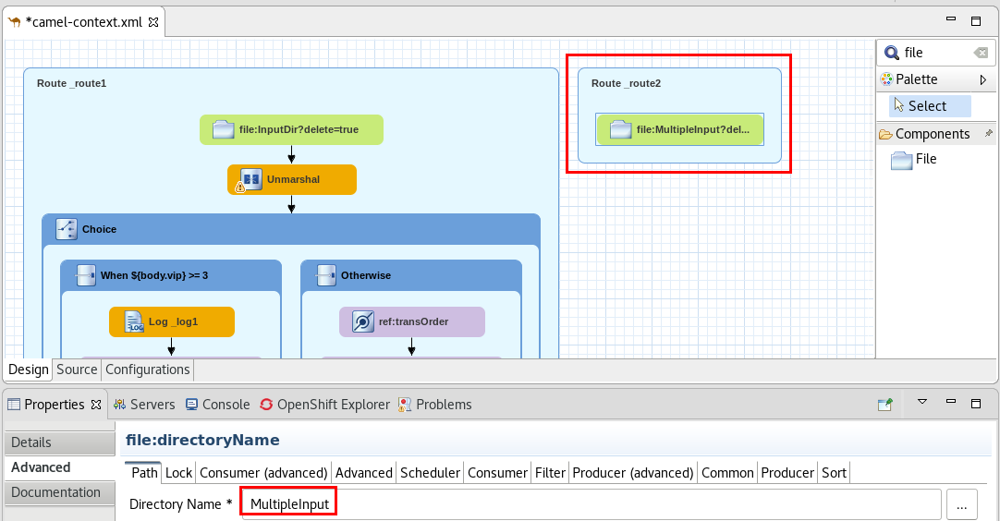 *camel-context.xml
file
Palette
Select
Components
File
Route _route1
file:InputDir?delete=true
Unmarshal
Choice
When ${body.vip} >= 3
Log _log1
LOG
Otherwise
ref:transOrder
Route _route2
file:MultipleInput?del...
Design Source Configurations
Properties Servers Console OpenShift Explorer Problems
Details
Advanced
Documentation
file:directoryName
Path Lock Consumer (advanced) Advanced Scheduler Consumer Filter Producer (advanced) Common Producer Sort
Directory Name * MultipleInput ...